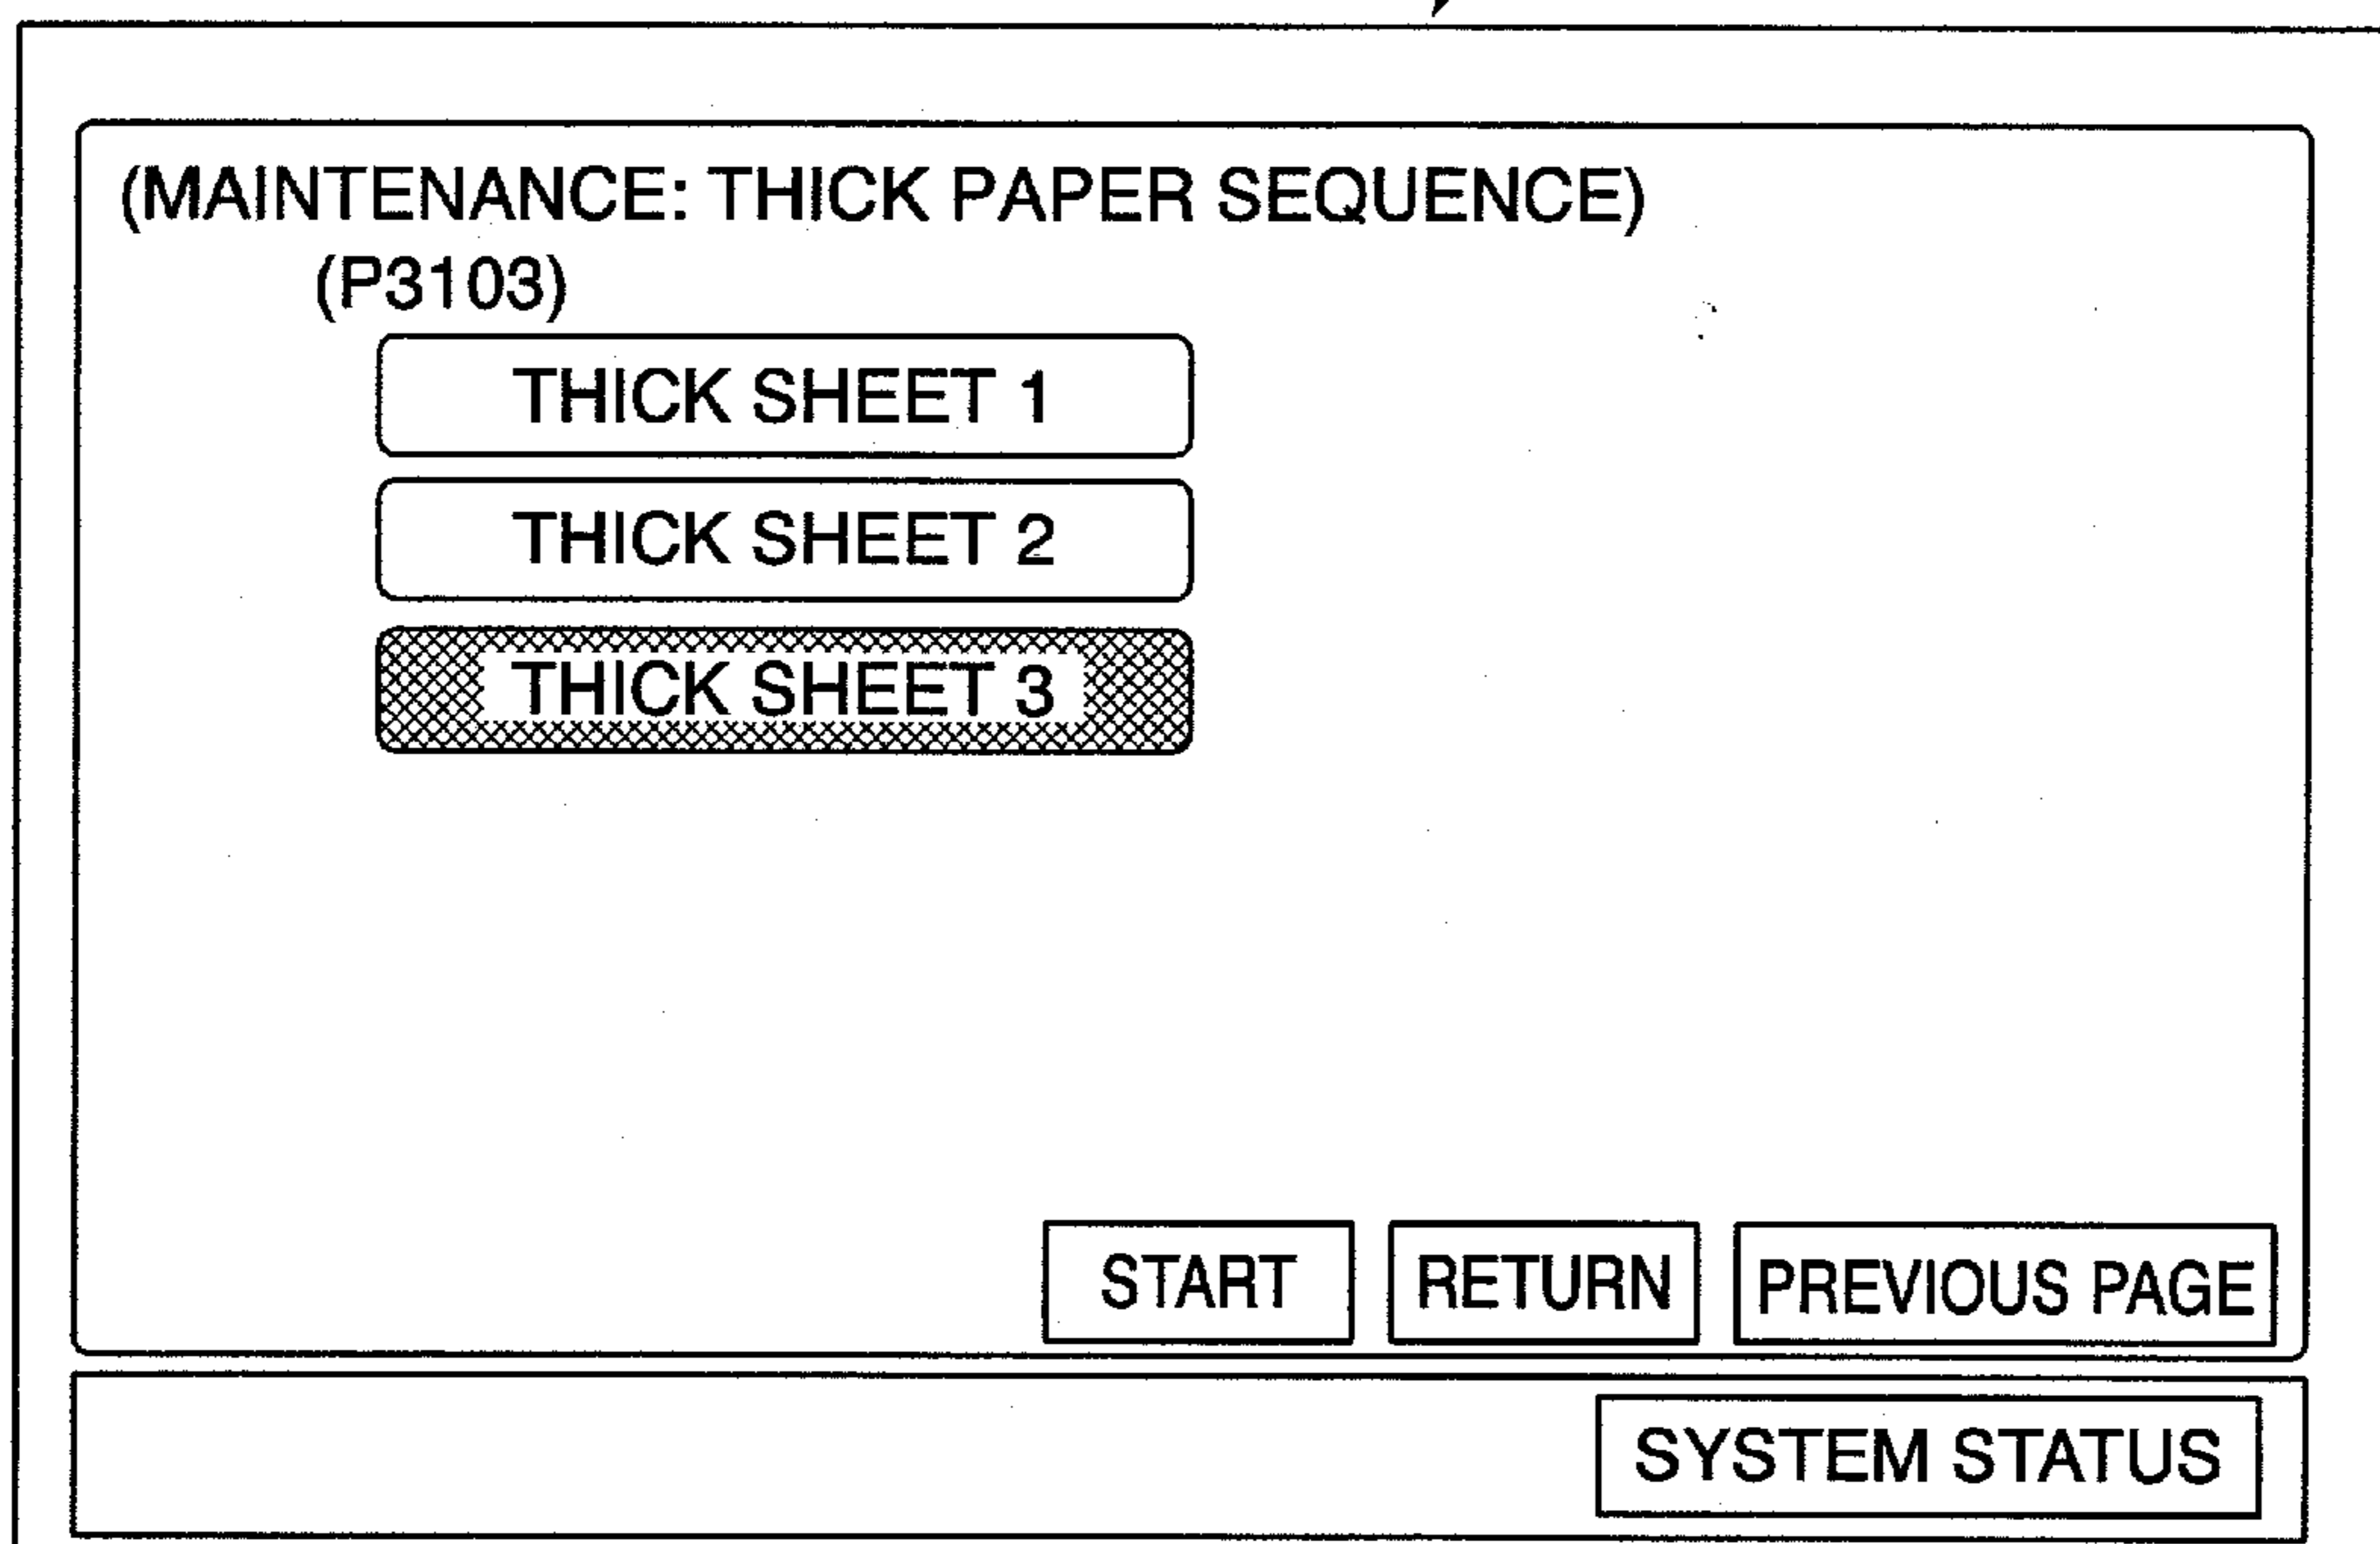 (MAINTENANCE: THICK PAPER SEQUENCE)
(P3103)
THICK SHEET 1
THICK SHEET 2
THICK SHEET 3
START RETURN PREVIOUS PAGE
SYSTEM STATUS